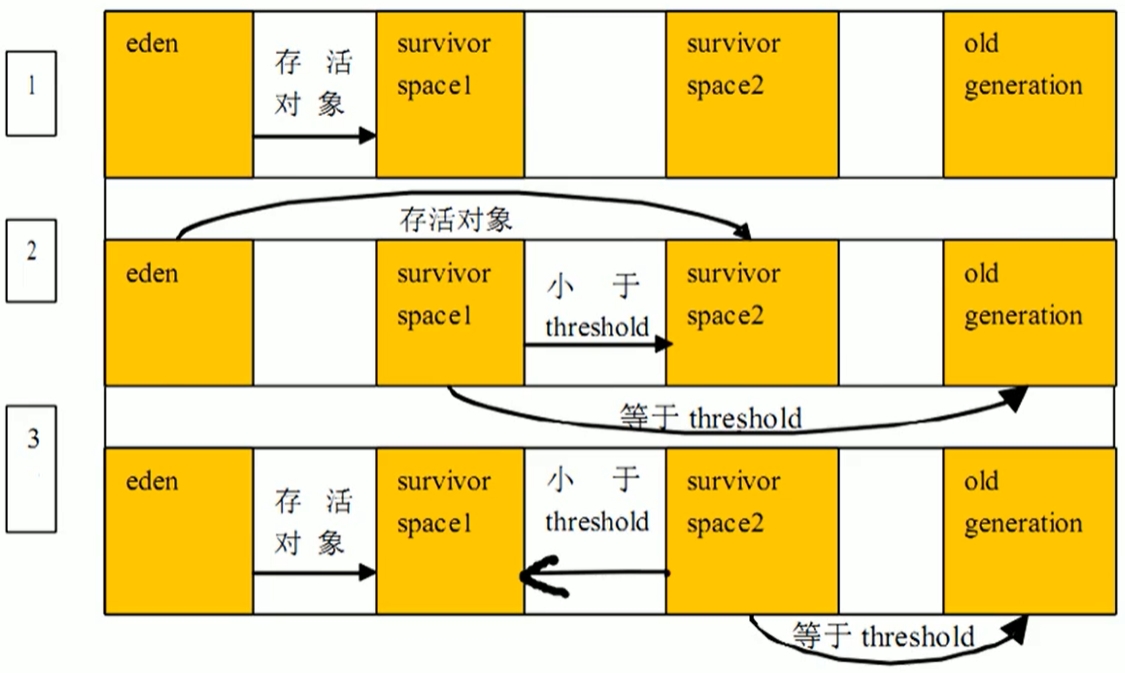 1
eden
存 活
对 象
survivor
space1
survivor
space2
old
generation
2
存活对象
eden
survivor
space1
小 于
threshold
survivor
space2
old
generation
等于 threshold
3
eden
存 活
对 象
survivor
space1
小 于
threshold
survivor
space2
old
generation
等于 threshold